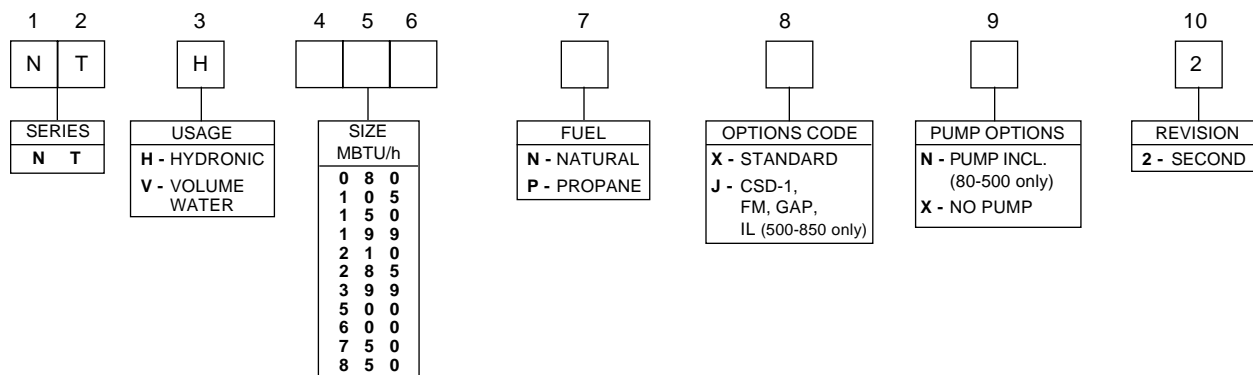 1 2 3 4 5 6 7 8 9 10
N T H 2
SERIES
N T
USAGE
H - HYDRONIC
V - VOLUME
WATER
SIZE
MBTU/h
0 8 0
1 0 5
1 5 0
1 9 9
2 1 0
2 8 5
3 9 9
5 0 0
6 0 0
7 5 0
8 5 0
FUEL
N - NATURAL
P - PROPANE
OPTIONS CODE
X - STANDARD
J - CSD-1,
FM, GAP,
IL (500-850 only)
PUMP OPTIONS
N - PUMP INCL.
(80-500 only)
X - NO PUMP
REVISION
2 - SECOND